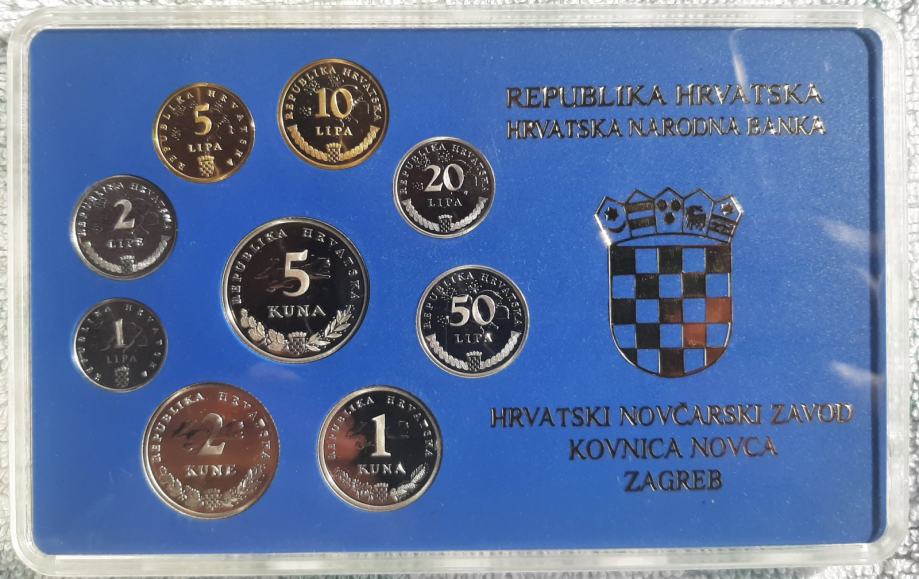 REPUBLIKA HRVATSKA
5
LIPA
REPUBLIKA HRVATSKA
10
LIPA
REPUBLIKA HRVATSKA
HRVATSKA NARODNA BANKA
REPUBLIKA HRVATSKA
20
LIPA
REPUBLIKA HRVATSKA
2
LIPE
REPUBLIKA HRVATSKA
5
KUNA
REPUBLIKA HRVATSKA
50
LIPA
REPUBLIKA HRVATSKA
1
LIPA
REPUBLIKA HRVATSKA
2
KUNE
REPUBLIKA HRVATSKA
1
KUNA
HRVATSKI NOVČARSKI ZAVOD
KOVNICA NOVCA
ZAGREB